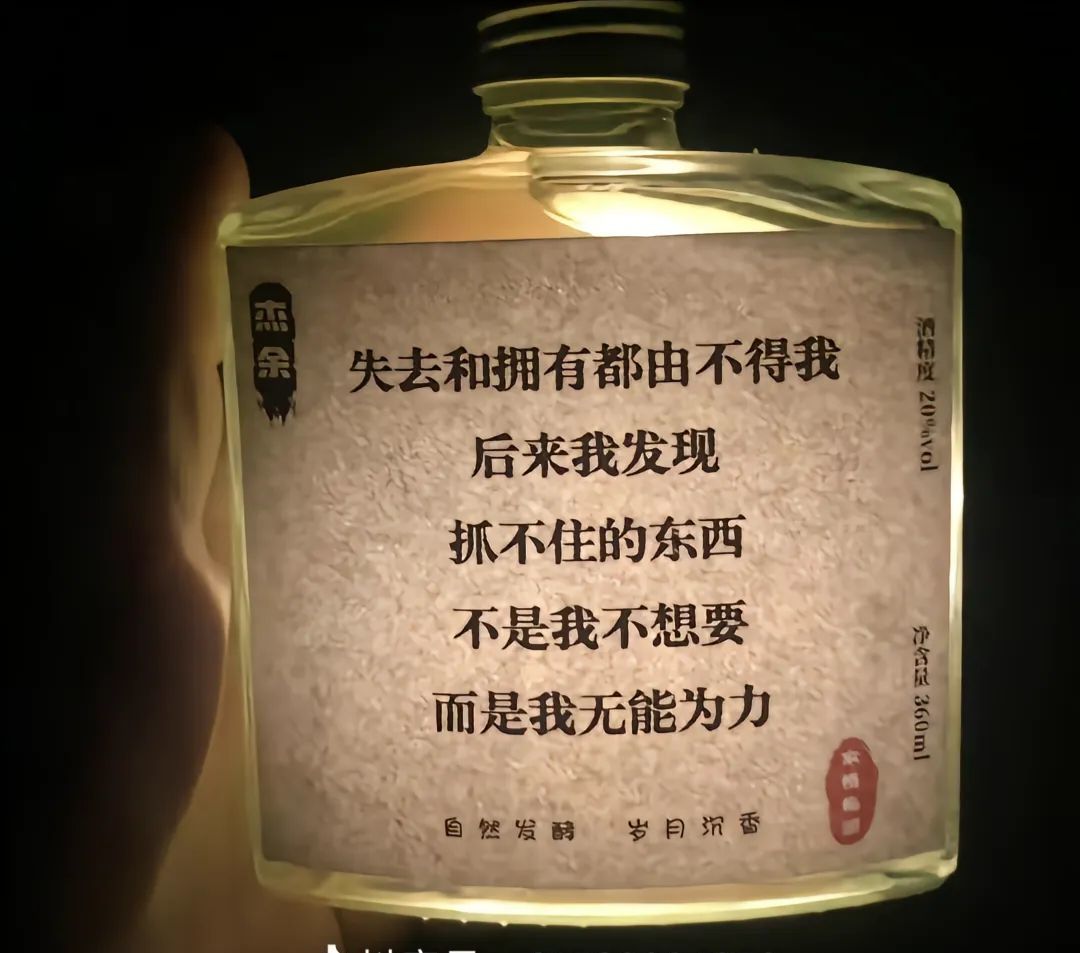 杰余
失去和拥有都由不得我
后来我发现
抓不住的东西
不是我不想要
而是我无能为力
自然发酵 岁月沉香
酒精度 20%vol
净含量 360ml